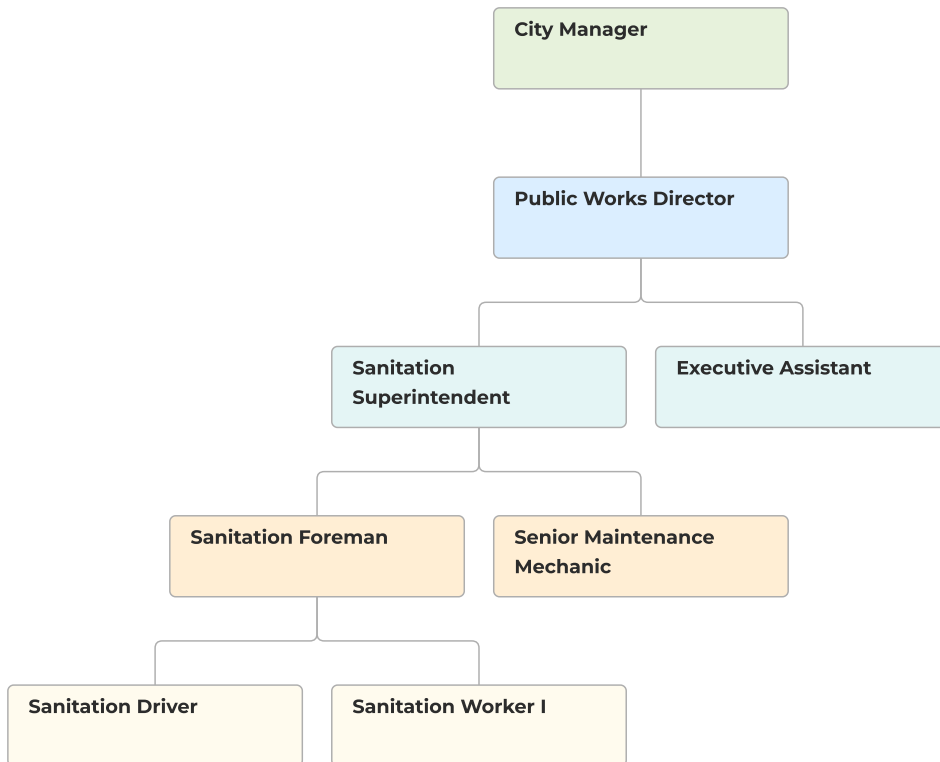 City Manager
Public Works Director
Sanitation
Superintendent
Executive Assistant
Sanitation Foreman
Senior Maintenance
Mechanic
Sanitation Driver
Sanitation Worker I